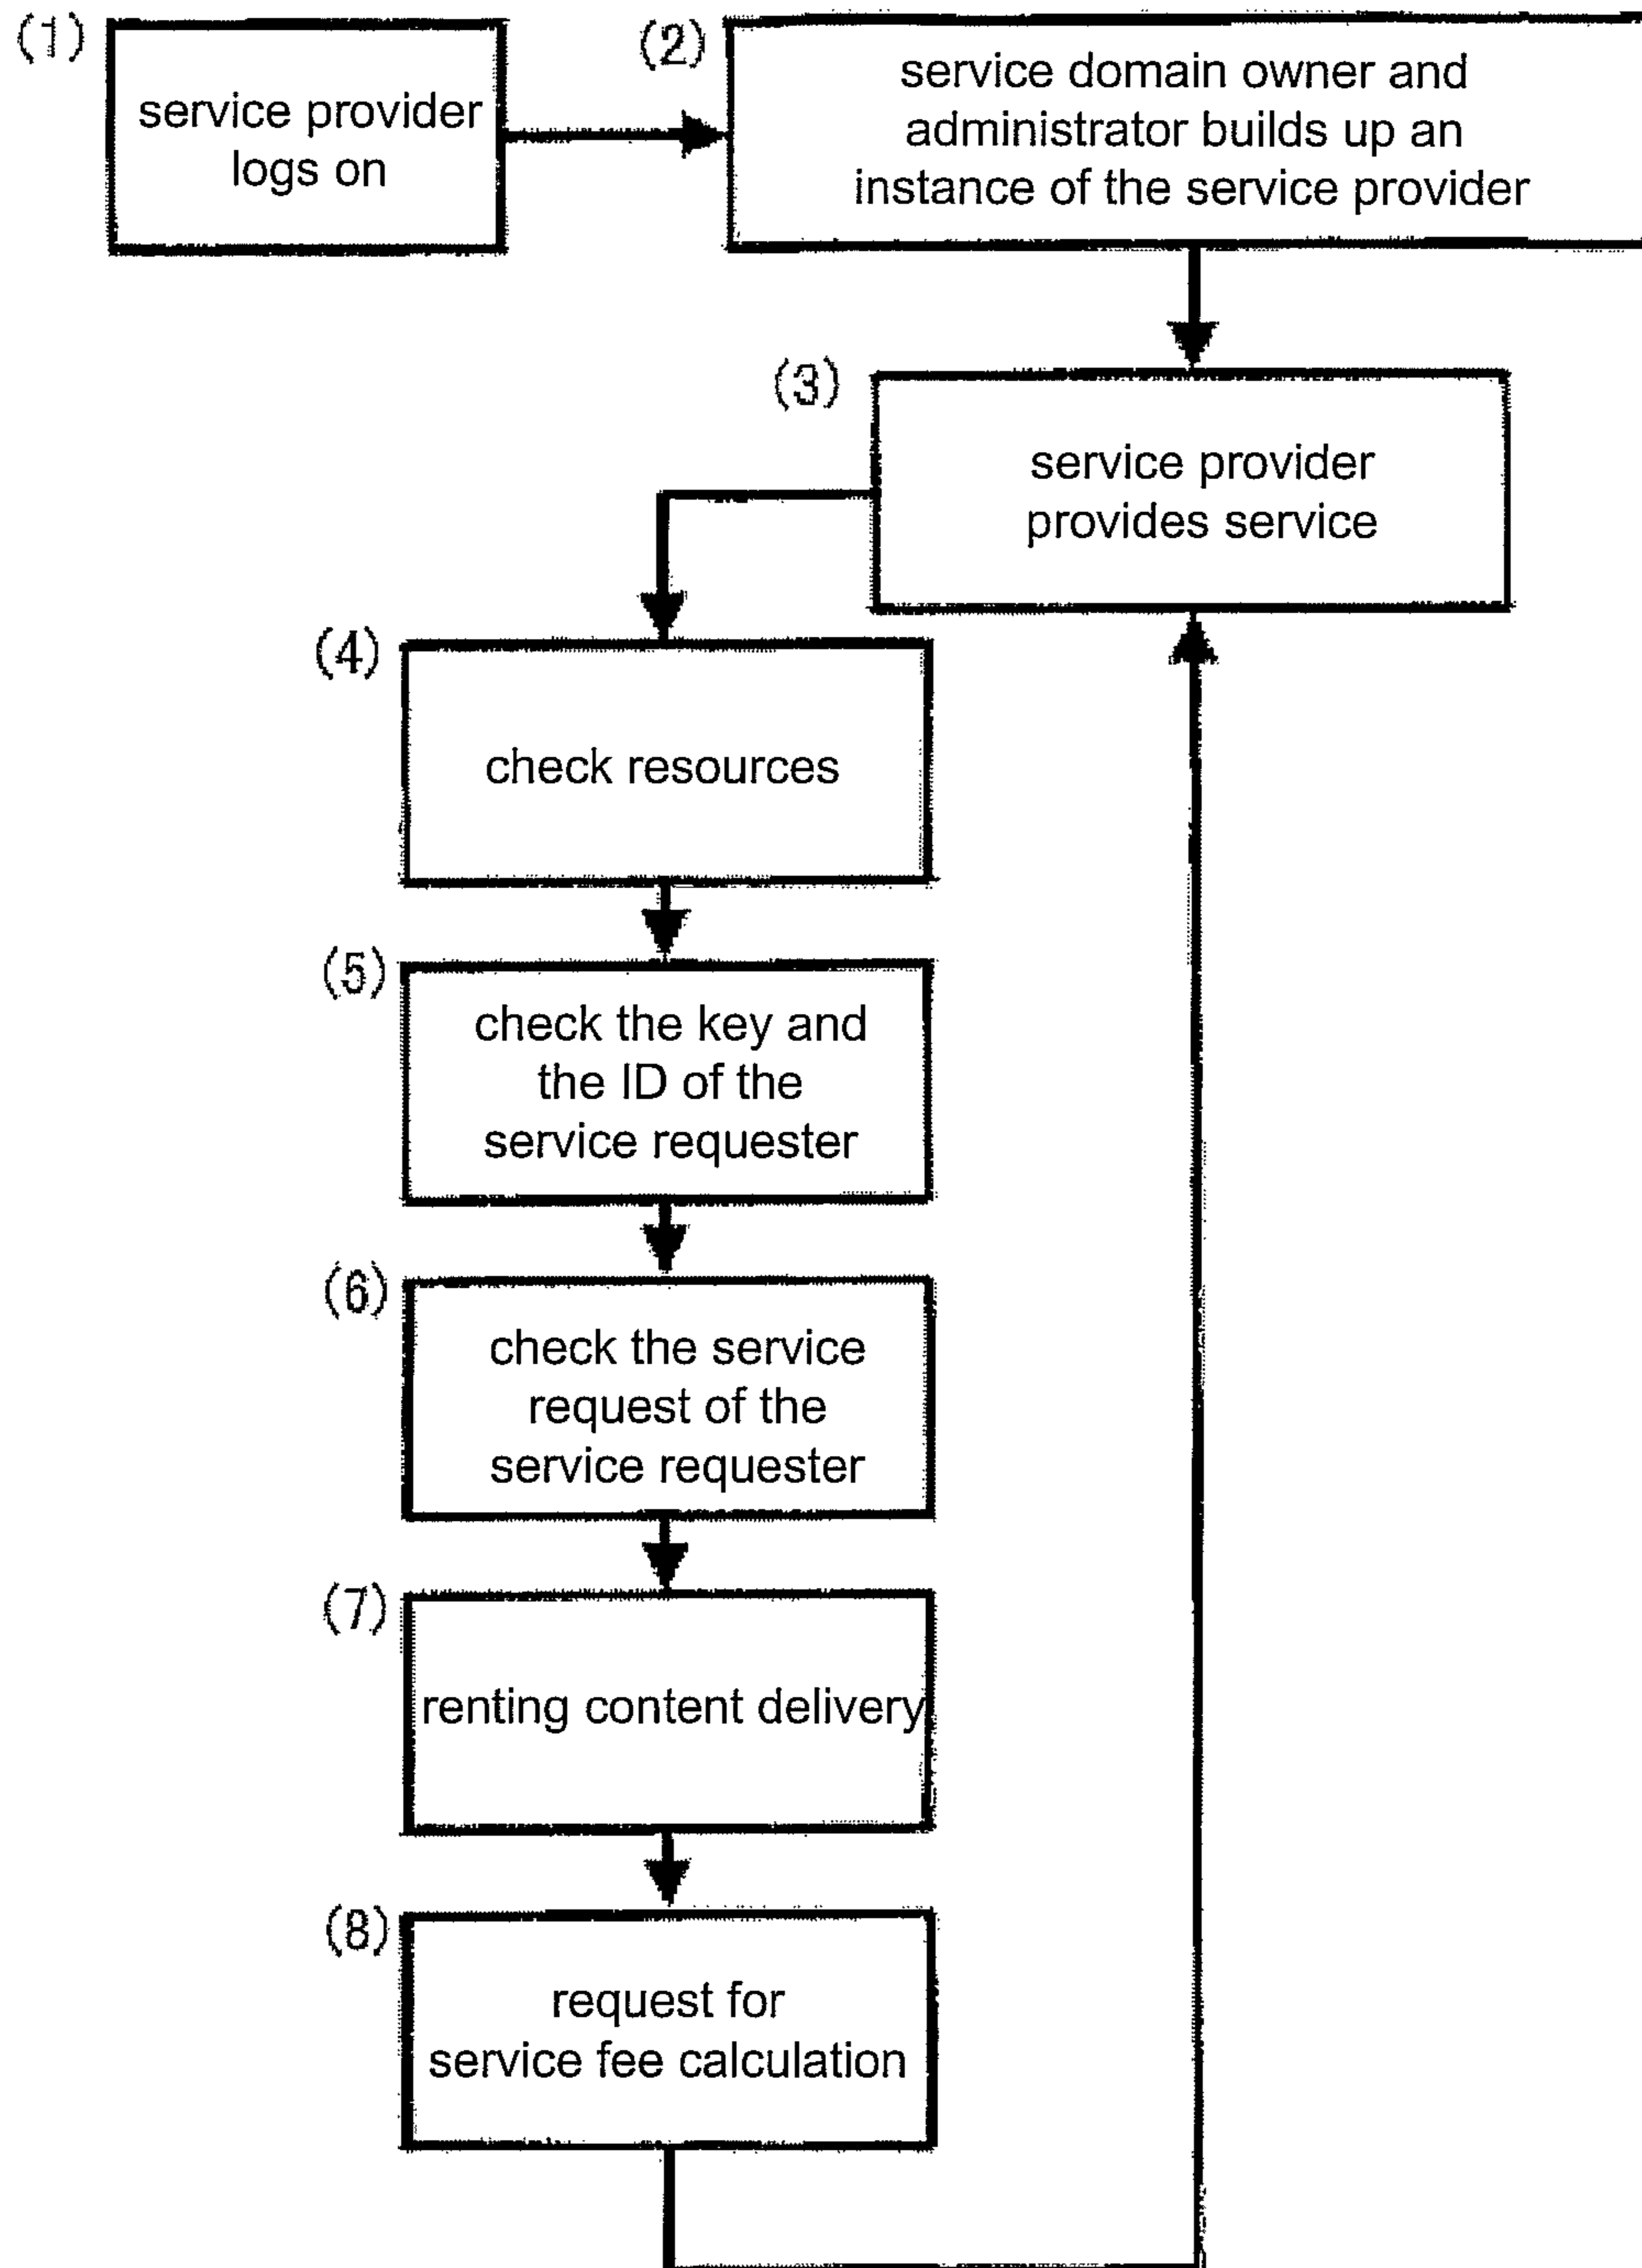 (1)
service provider
logs on
(2)
service domain owner and
administrator builds up an
instance of the service provider
(3)
service provider
provides service
(4)
check resources
(5)
check the key and
the ID of the
service requester
(6)
check the service
request of the
service requester
(7)
renting content delivery
(8)
request for
service fee calculation